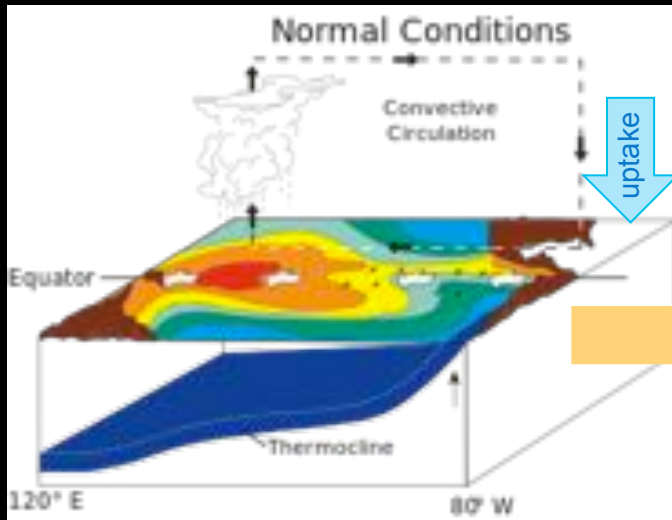 Normal Conditions
Convective
Circulation
uptake
Equator
Thermocline
120° E
80° W